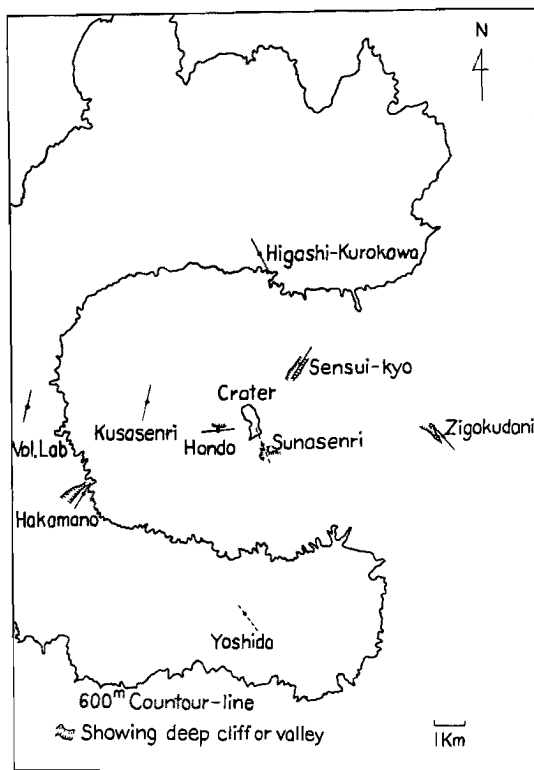 N
Higashi-Kurokawa
Sensui-kyo
Crater
Zigokudani
Vol.Lab
Kusasenri
Hondo
Sunasenri
Hakamano
Yoshida
600m Countour-line
Showing deep cliff or valley
1Km